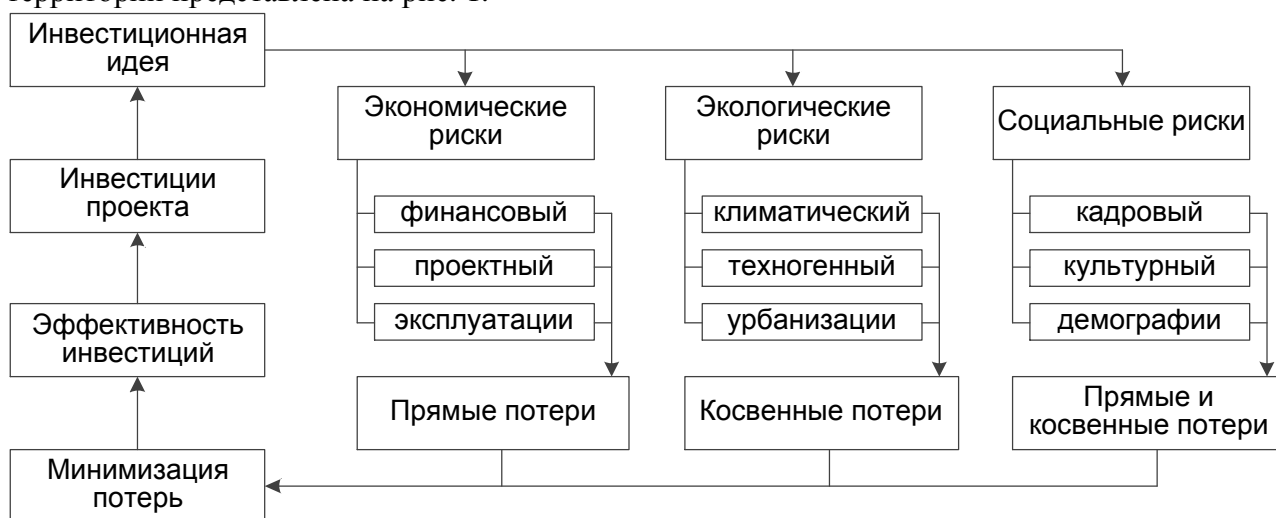 территории представлена на рис. 1.
Инвестиционная
идея
Экономические
риски
Экологические
риски
Социальные риски
Инвестиции
проекта
финансовый
климатический
кадровый
проектный
техногенный
культурный
Эффективность
инвестиций
эксплуатации
урбанизации
демографии
Прямые потери
Косвенные потери
Прямые и
косвенные потери
Минимизация
потерь